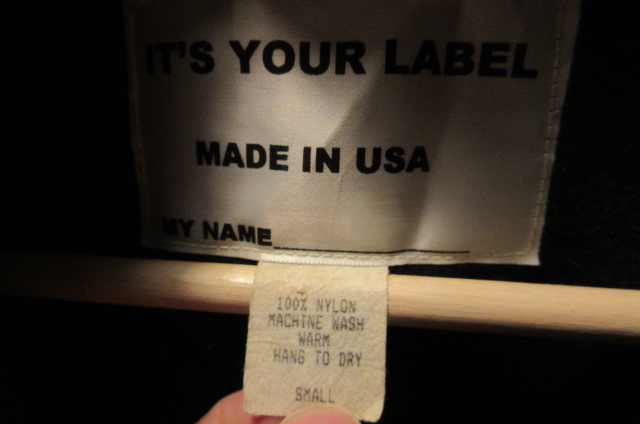 IT'S YOUR LABEL
MADE IN USA
MY NAME
100% NYLON
MACHINE WASH
WARM
HANG TO DRY
SMALL